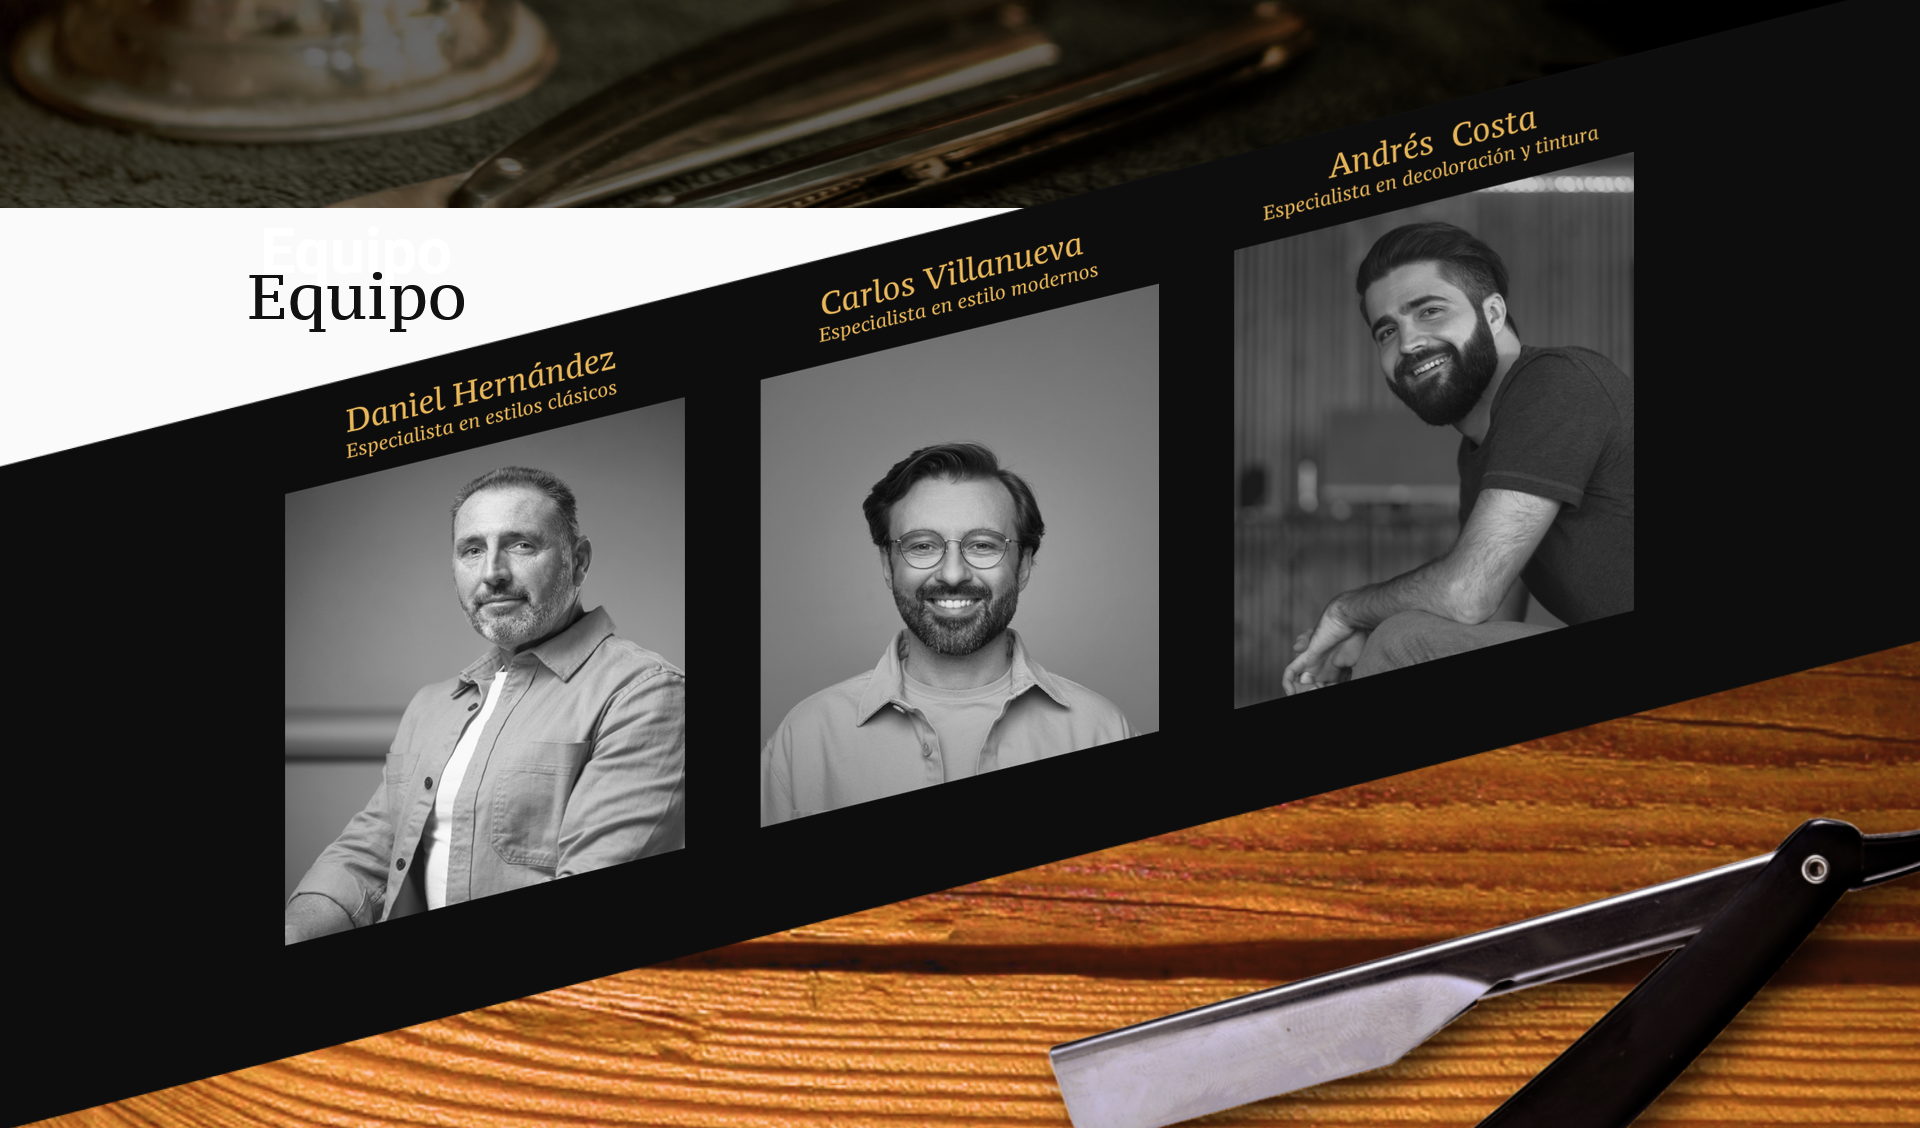 Equipo
Equipo
Daniel Hernández
Especialista en estilos clásicos
Carlos Villanueva
Especialista en estilo modernos
Andrés Costa
Especialista en decoloración y tintura